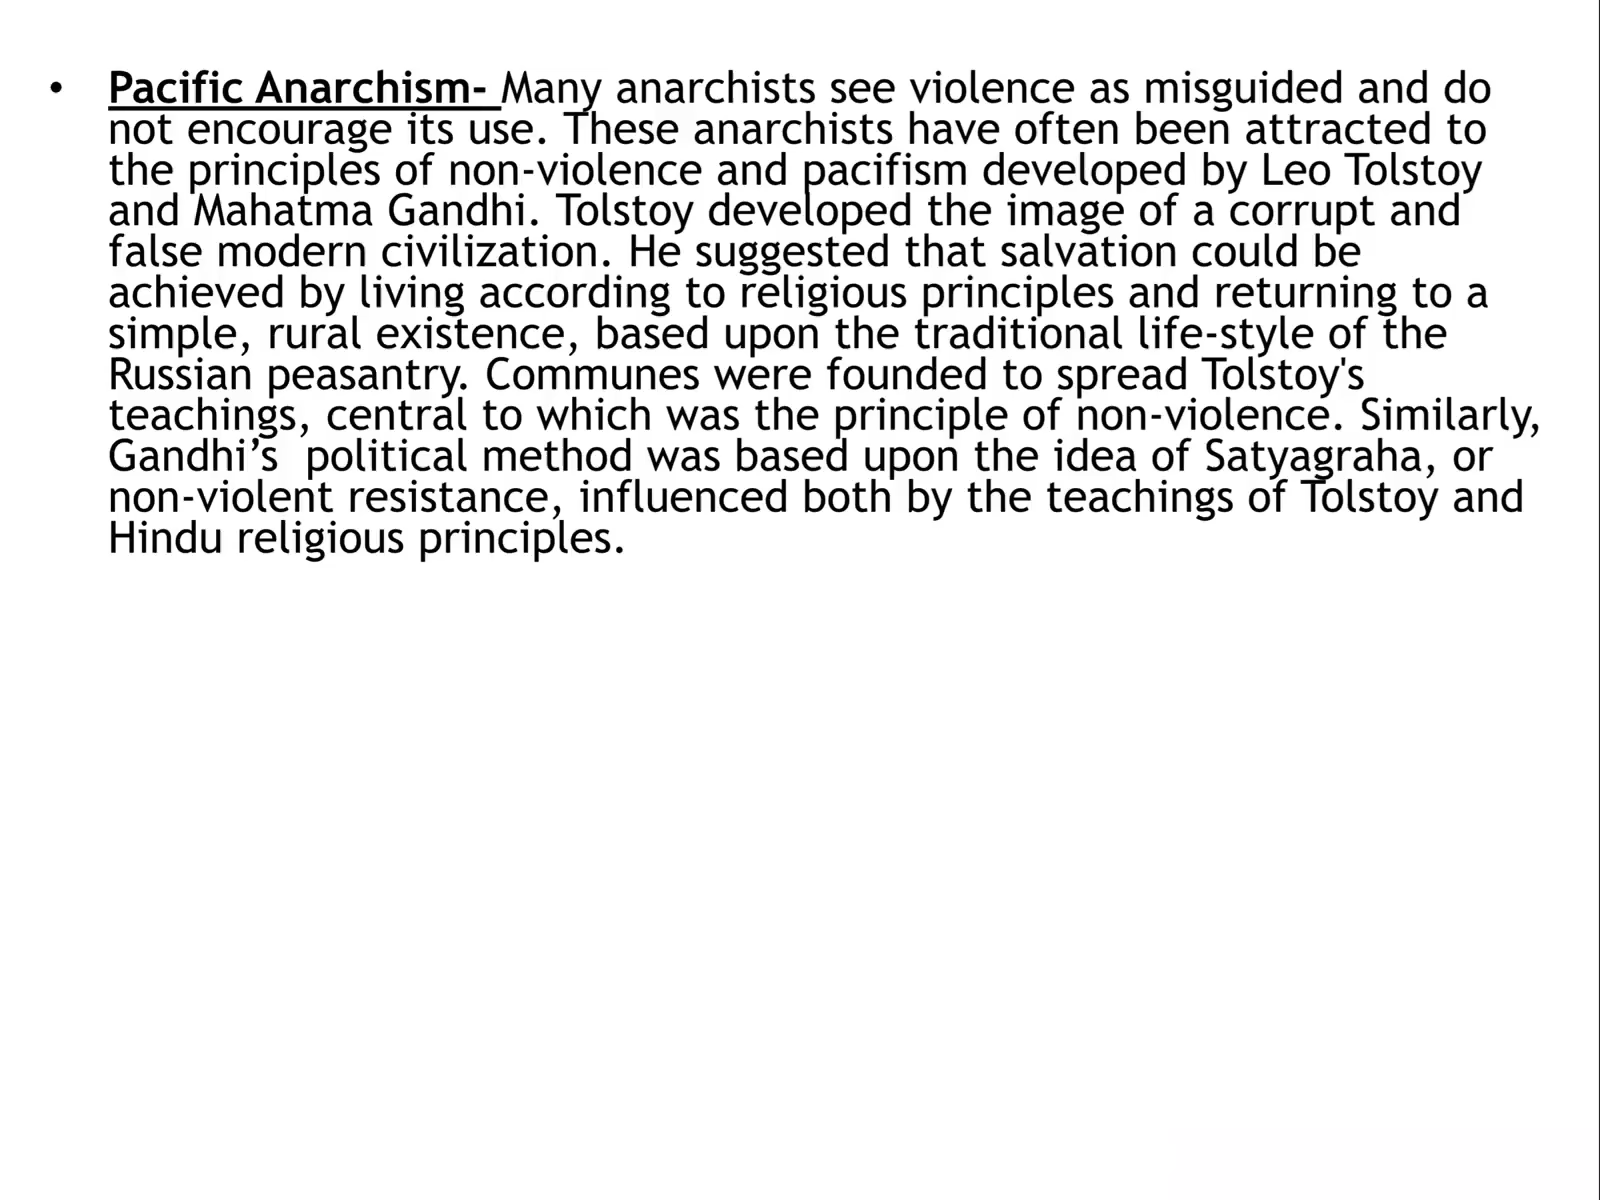 • Pacific Anarchism- Many anarchists see violence as misguided and do
not encourage its use. These anarchists have often been attracted to
the principles of non-violence and pacifism developed by Leo Tolstoy
and Mahatma Gandhi. Tolstoy developed the image of a corrupt and
false modern civilization. He suggested that salvation could be
achieved by living according to religious principles and returning to a
simple, rural existence, based upon the traditional life-style of the
Russian peasantry. Communes were founded to spread Tolstoy's
teachings, central to which was the principle of non-violence. Similarly,
Gandhi’s  political method was based upon the idea of Satyagraha, or
non-violent resistance, influenced both by the teachings of Tolstoy and
Hindu religious principles.